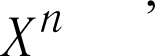 Xⁿ ,